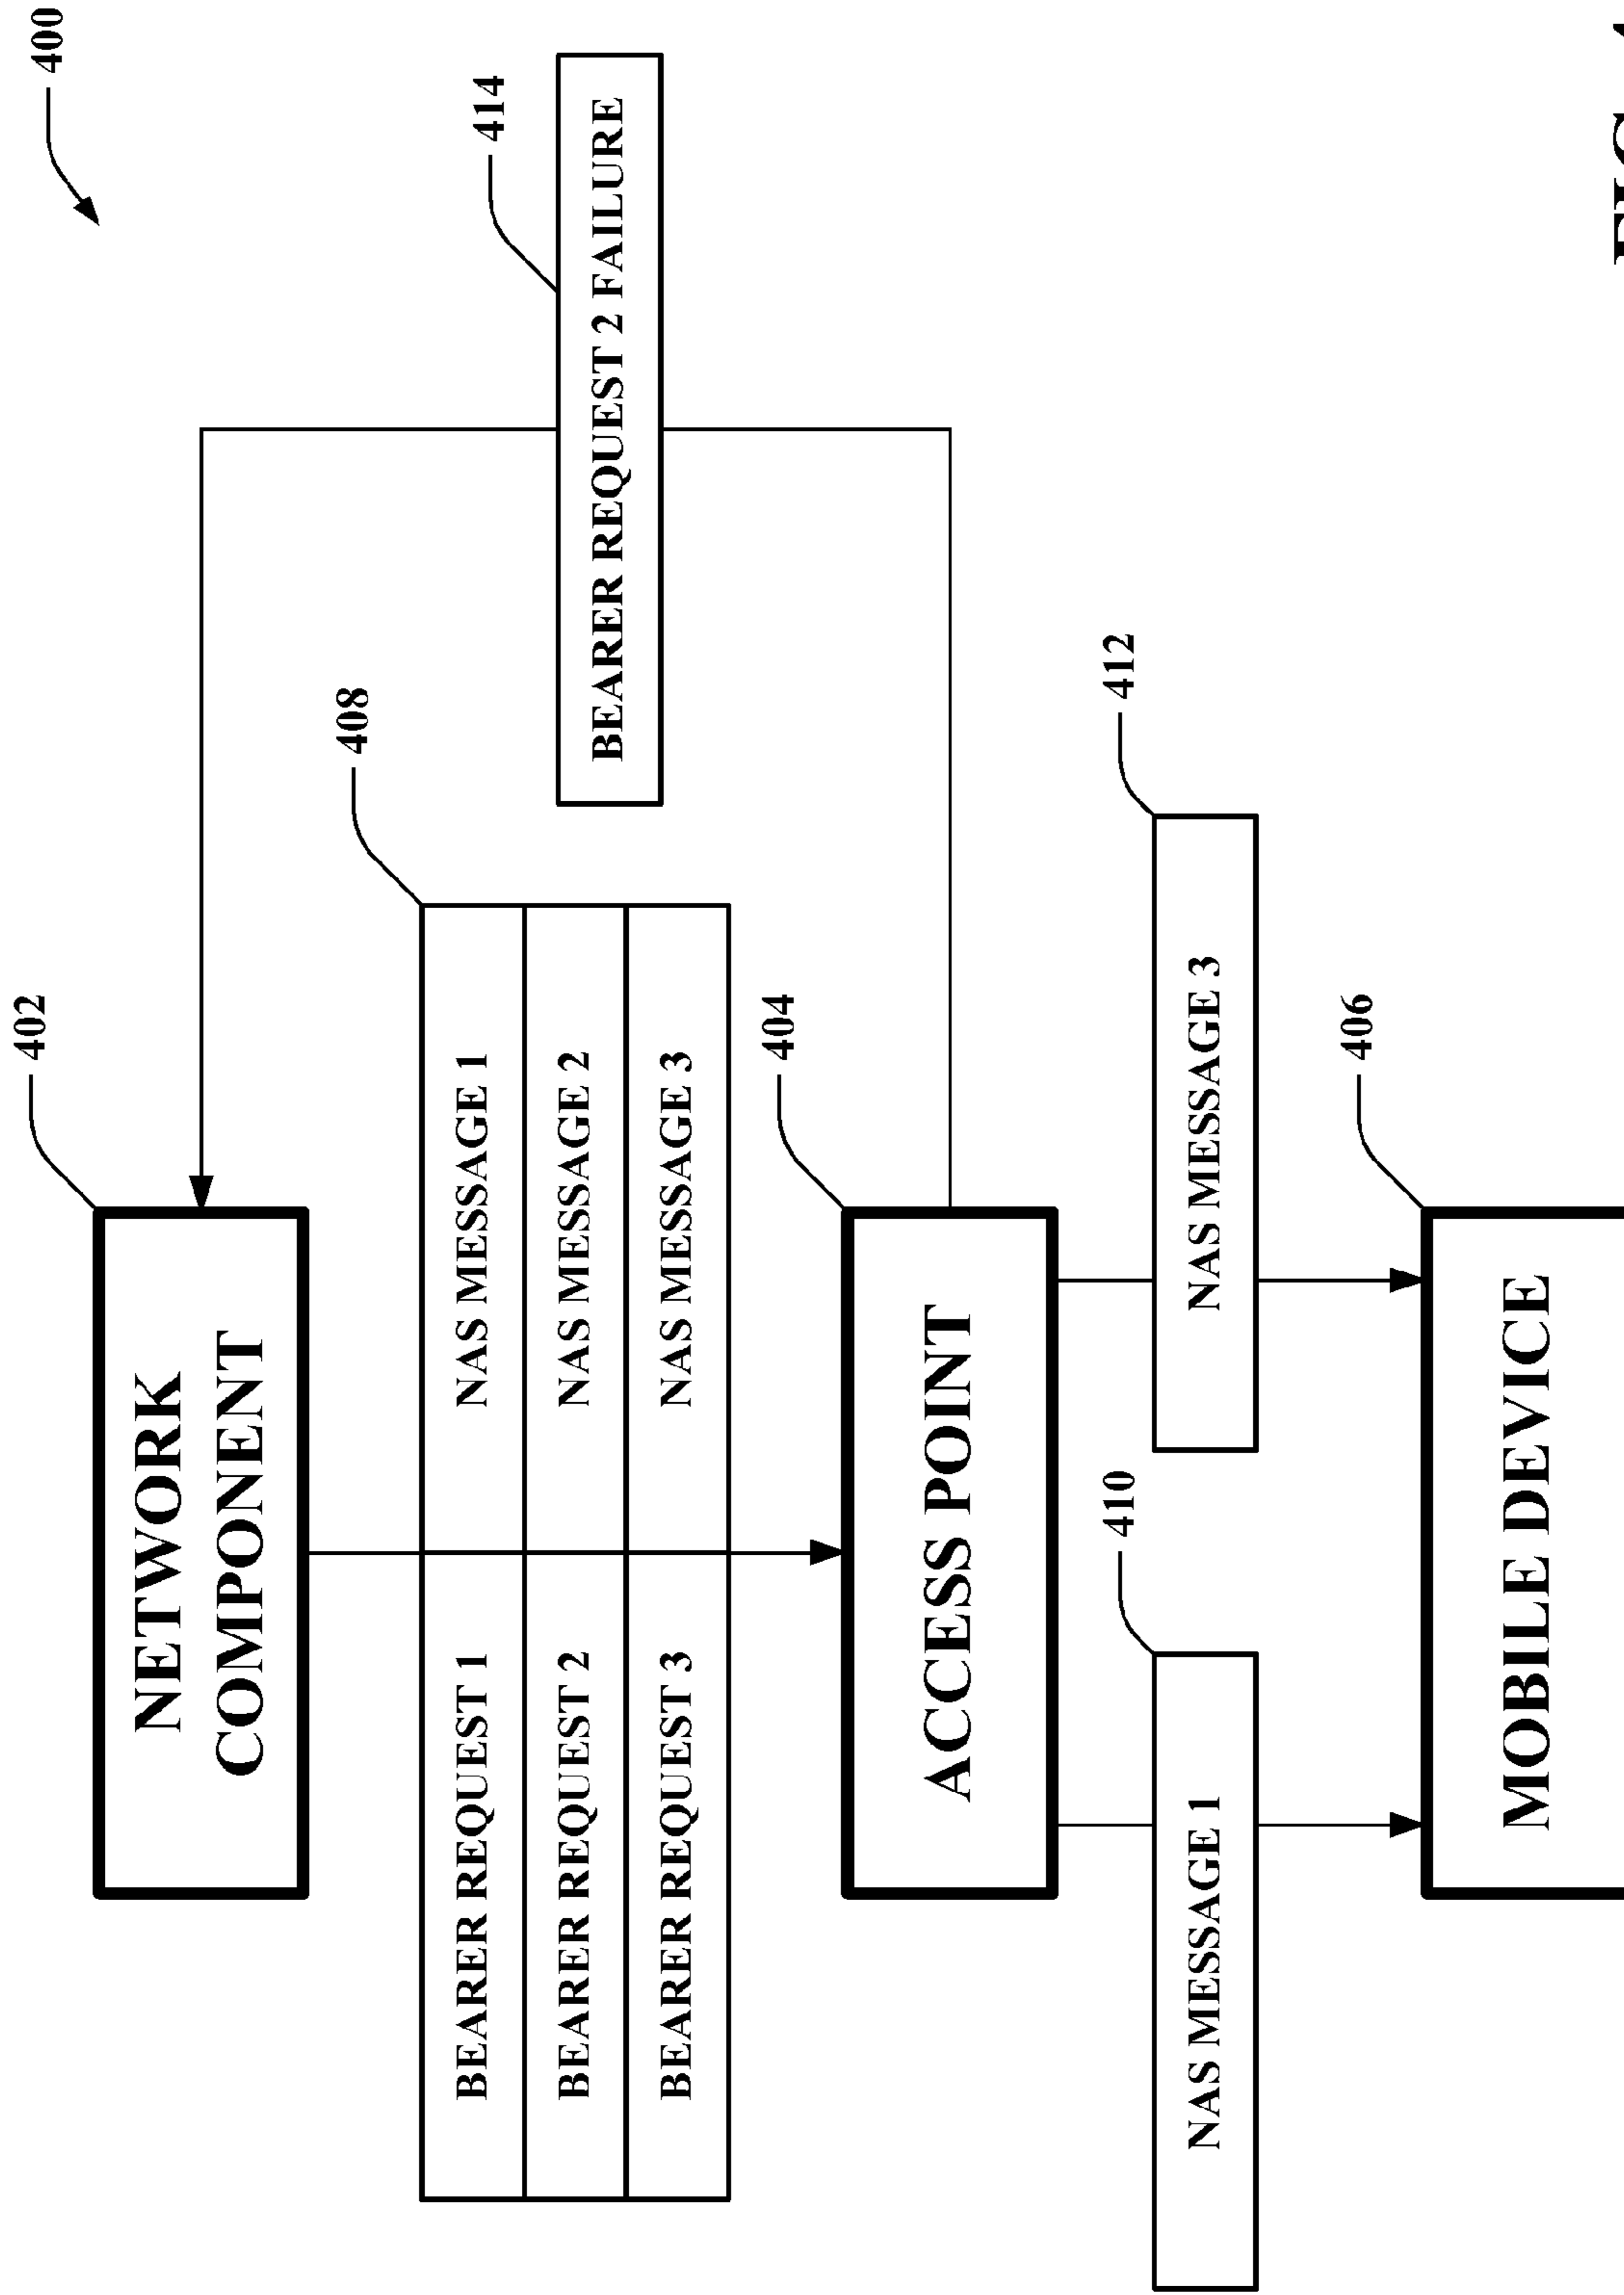 400
402
NETWORK
COMPONENT
408
BEARER REQUEST 1 NAS MESSAGE 1
BEARER REQUEST 2 NAS MESSAGE 2
BEARER REQUEST 3 NAS MESSAGE 3
414
BEARER REQUEST 2 FAILURE
404
ACCESS POINT
410
NAS MESSAGE 1
412
NAS MESSAGE 3
406
MOBILE DEVICE